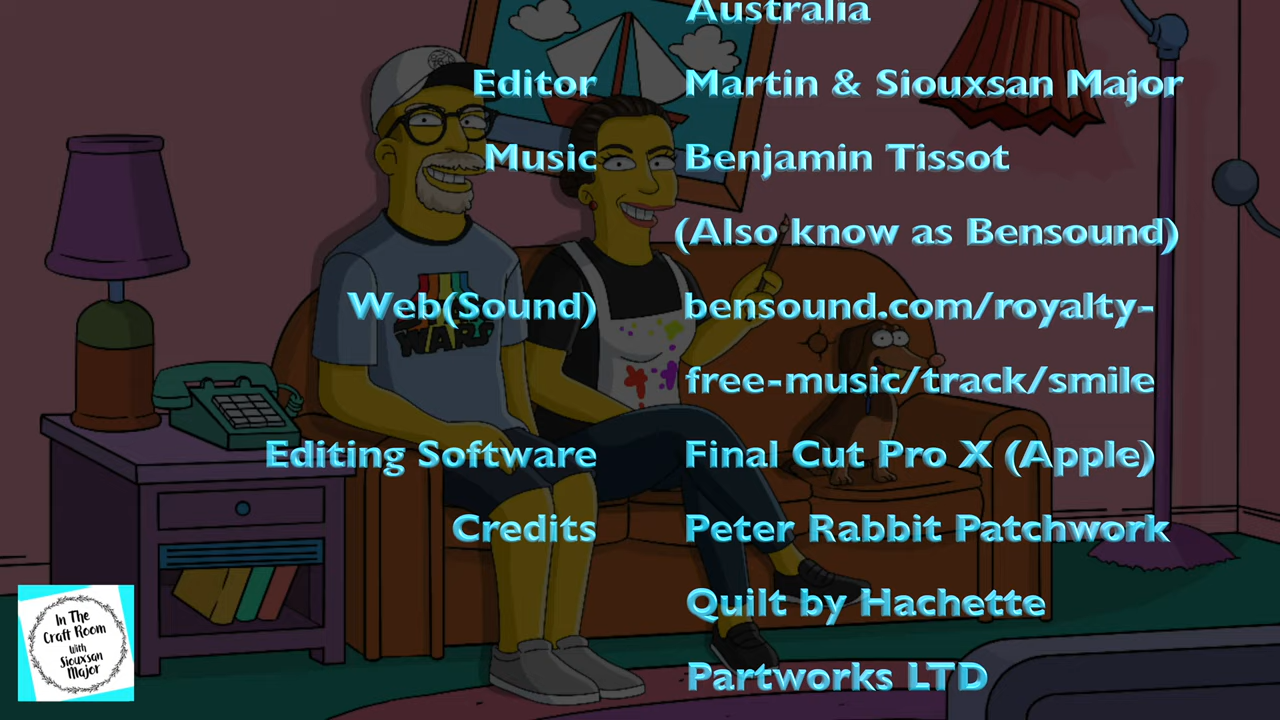 Australia
Editor Martin & Siouxsan Major
Music Benjamin Tissot
(Also know as Bensound)
Web(Sound) bensound.com/royalty-
free-music/track/smile
Editing Software Final Cut Pro X (Apple)
Credits Peter Rabbit Patchwork
Quilt by Hachette
Partworks LTD
WARP
In The
Craft Room
With
Siouxsan
Major